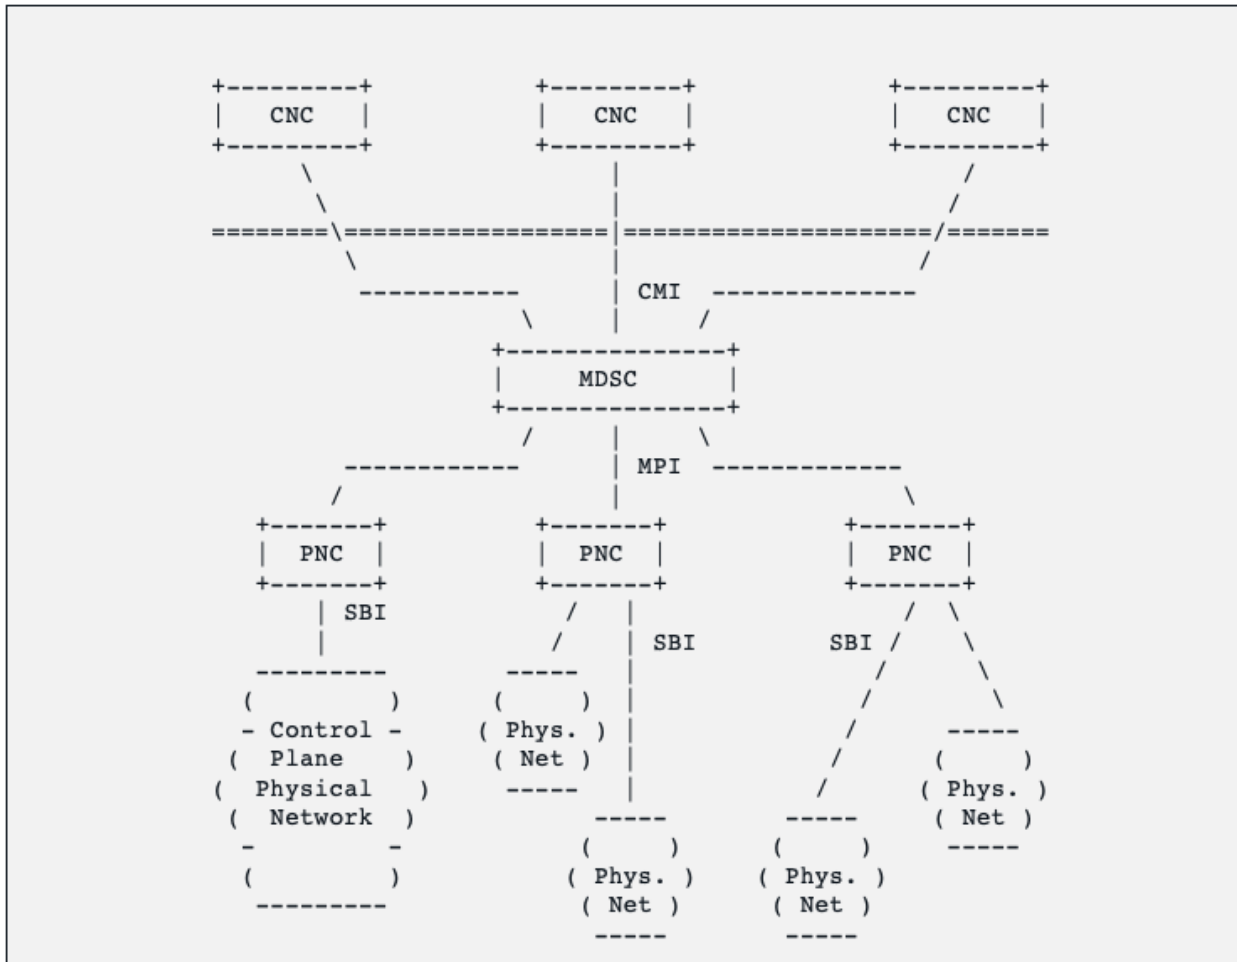 CNC CNC CNC
CMI
MDSC
MPI
PNC PNC PNC
SBI
SBI SBI
Control Phys.
Plane Net
Physical Phys.
Network Net
Phys. Phys.
Net Net